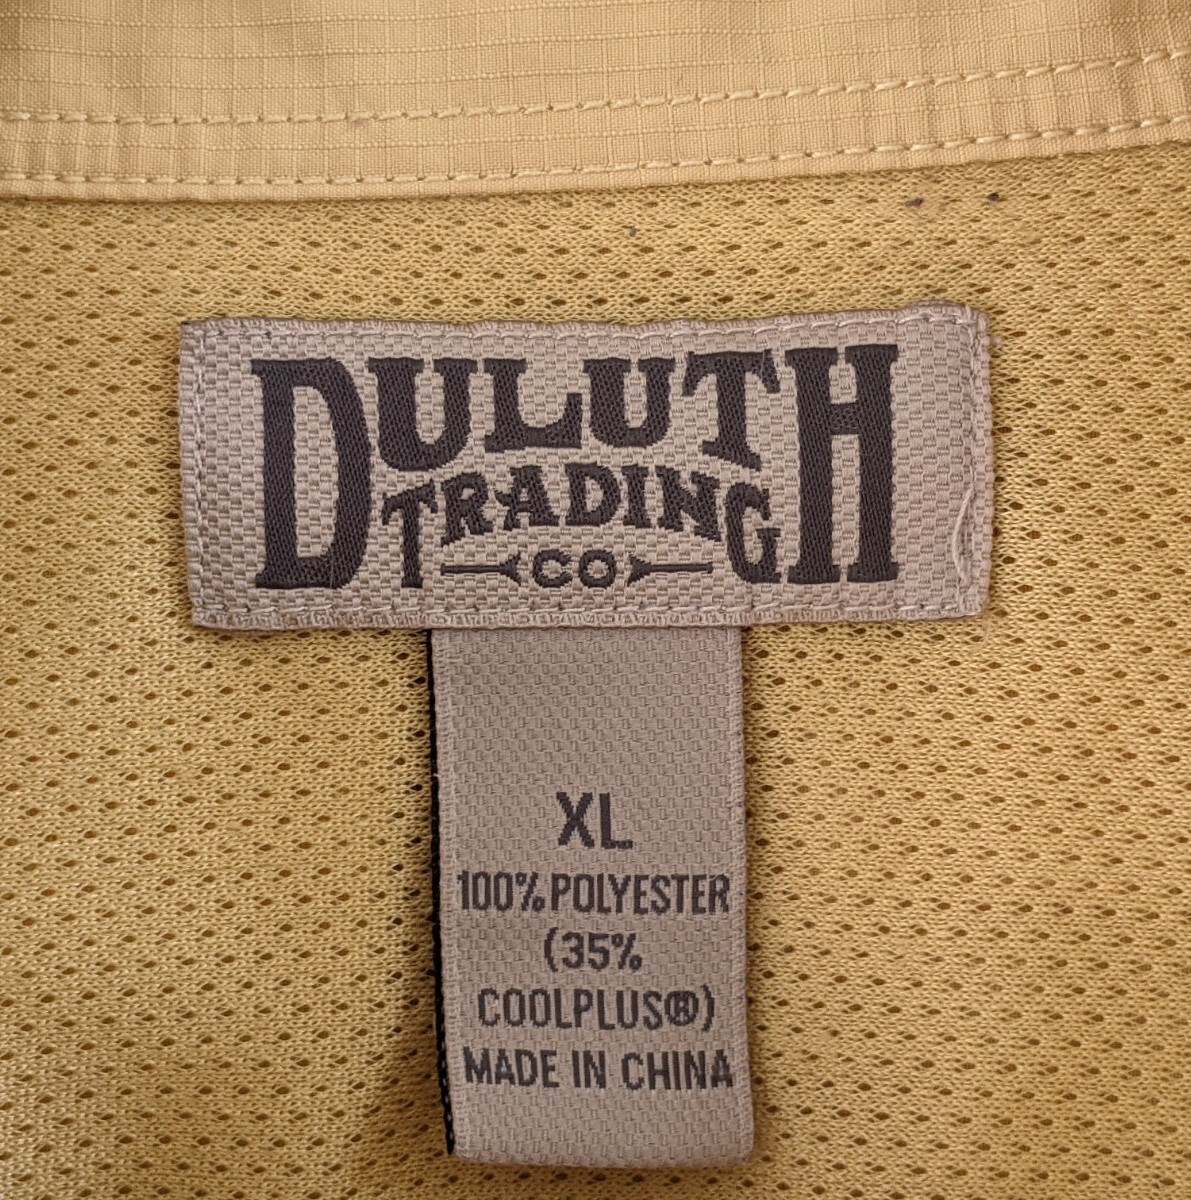 DULUTH
TRADING
CO
XL
100% POLYESTER
(35%
COOLPLUS®)
MADE IN CHINA